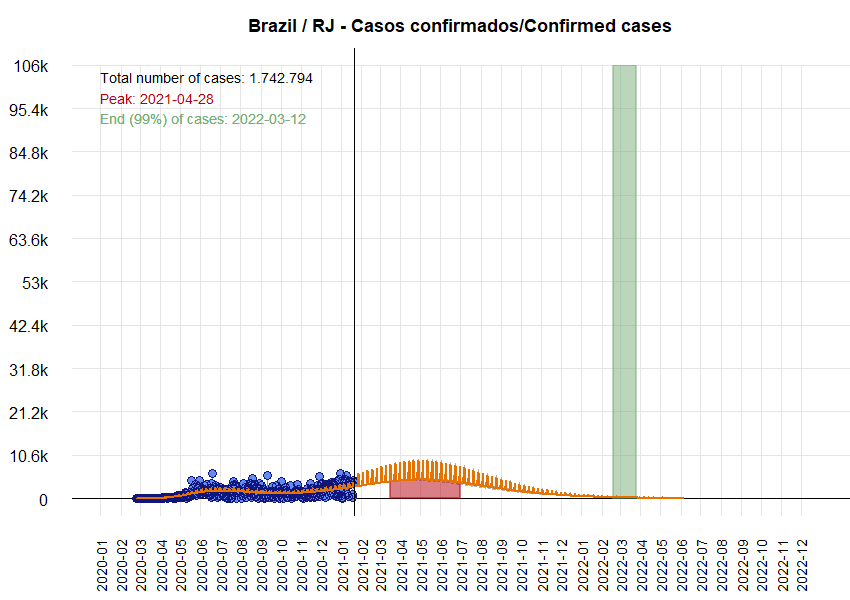 Brazil / RJ - Casos confirmados/Confirmed cases
106k
95.4k
84.8k
74.2k
63.6k
53k
42.4k
31.8k
21.2k
10.6k
0
Total number of cases: 1.742.794
Peak: 2021-04-28
End (99%) of cases: 2022-03-12
2020-01
2020-02
2020-03
2020-04
2020-05
2020-06
2020-07
2020-08
2020-09
2020-10
2020-11
2020-12
2021-01
2021-02
2021-03
2021-04
2021-05
2021-06
2021-07
2021-08
2021-09
2021-10
2021-11
2021-12
2022-01
2022-02
2022-03
2022-04
2022-05
2022-06
2022-07
2022-08
2022-09
2022-10
2022-11
2022-12